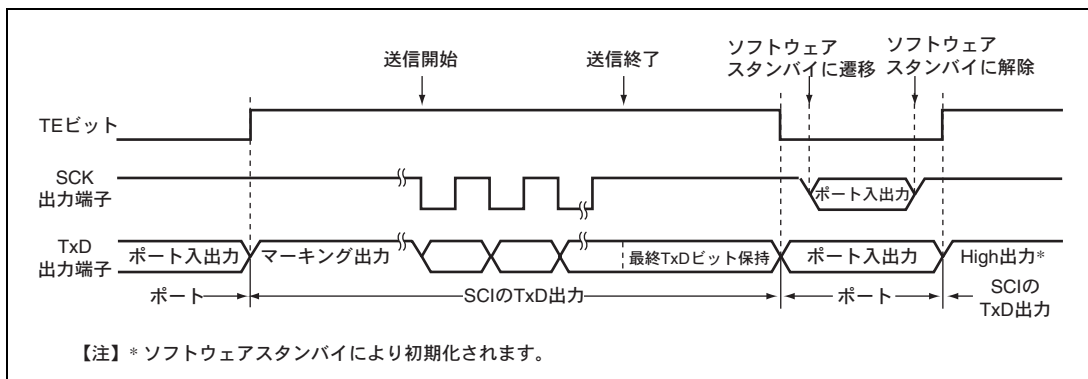 送信開始
送信終了
ソフトウェア
スタンバイに遷移
ソフトウェア
スタンバイに解除
TEビット
SCK
出力端子
ポート入出力
TxD
出力端子
ポート入出力
マーキング出力
最終TxDビット保持
ポート入出力
High出力*
ポート
SCIのTxD出力
ポート
SCIの
TxD出力
【注】* ソフトウェアスタンバイにより初期化されます。